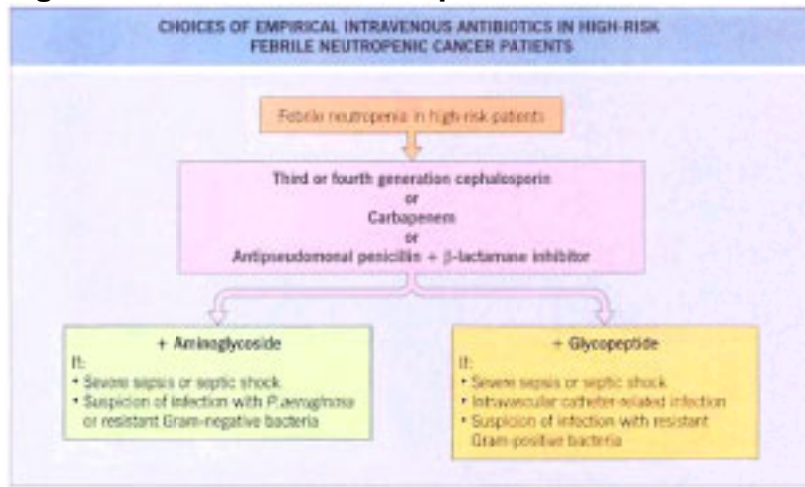 CHOICES OF EMPIRICAL INTRAVENOUS ANTIBIOTICS IN HIGH-RISK
FEBRILE NEUTROPENIC CANCER PATIENTS
Febrile neutropenia in high-risk patients
Third or fourth generation cephalosporin
or
Carbapenem
or
Antipseudomonal penicillin + β-lactamase inhibitor
+ Aminoglycoside
If:
• Severe sepsis or septic shock
• Suspicion of infection with P.aeruginosa
or resistant Gram-negative bacteria
+ Glycopeptide
If:
• Severe sepsis or septic shock
• Intravascular catheter-related infection
• Suspicion of infection with resistant
Gram-positive bacteria